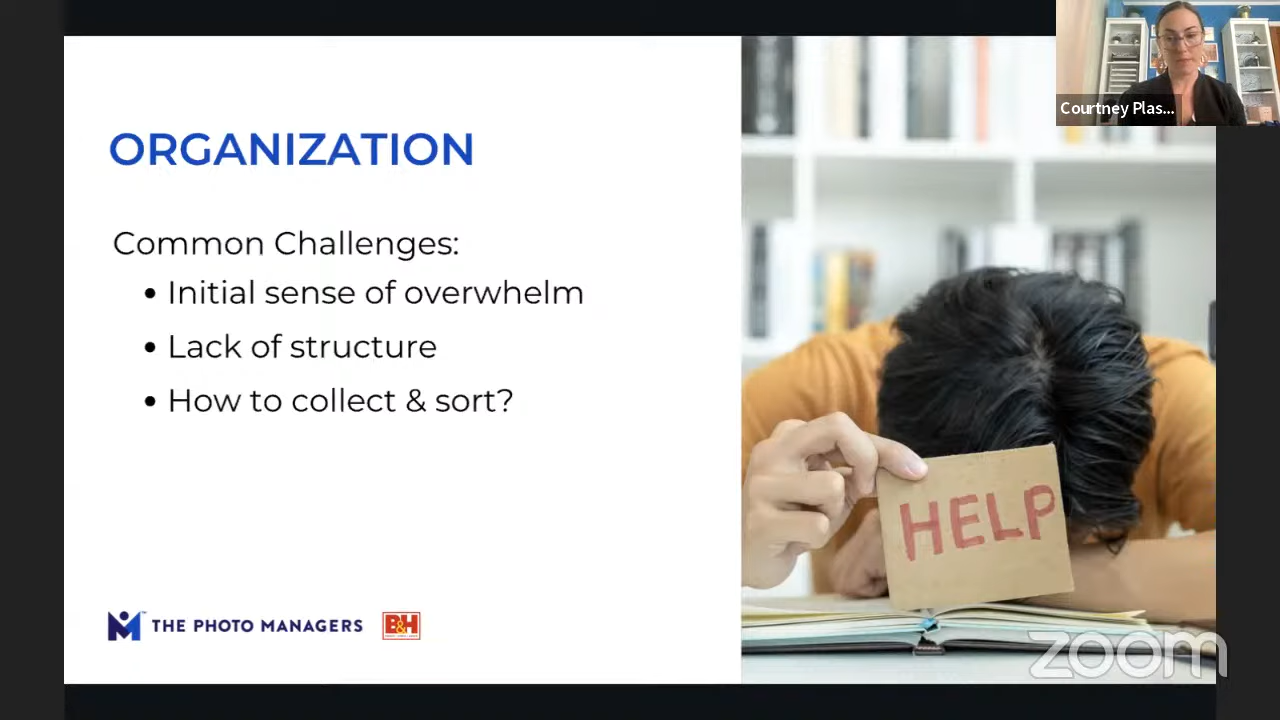 Courtney Plas...
ORGANIZATION
Common Challenges:
• Initial sense of overwhelm
• Lack of structure
• How to collect & sort?
HELP
THE PHOTO MANAGERS
B&H
zoom